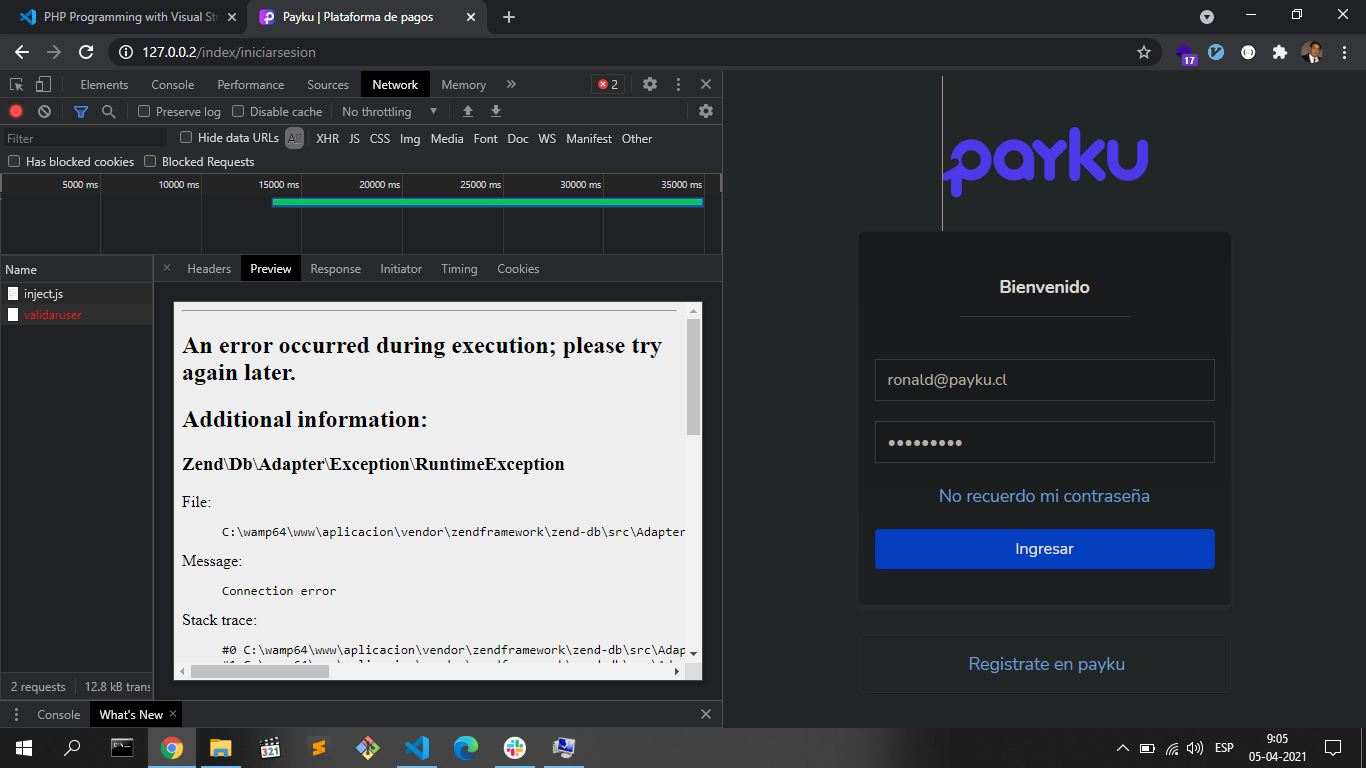 PHP Programming with Visual St
Payku | Plataforma de pagos
127.0.0.2/index/iniciarsesion
17
Elements Console Performance Sources Network Memory 2
Preserve log Disable cache No throttling
Filter Hide data URLs All XHR JS CSS Img Media Font Doc WS Manifest Other
Has blocked cookies Blocked Requests
5000 ms 10000 ms 15000 ms 20000 ms 25000 ms 30000 ms 35000 ms
Name
Headers Preview Response Initiator Timing Cookies
inject.js
validaruser
An error occurred during execution; please try
again later.
Additional information:
Zend\Db\Adapter\Exception\RuntimeException
File:
C:\wamp64\www\aplicacion\vendor\zendframework\zend-db\src\Adapter
Message:
Connection error
Stack trace:
#0 C:\wamp64\www\aplicacion\vendor\zendframework\zend-db\src\Adap
2 requests 12.8 kB trans
Console What's New
payku
Bienvenido
ronald@payku.cl
No recuerdo mi contraseña
Ingresar
Registrate en payku
321
ESP
9:05
05-04-2021